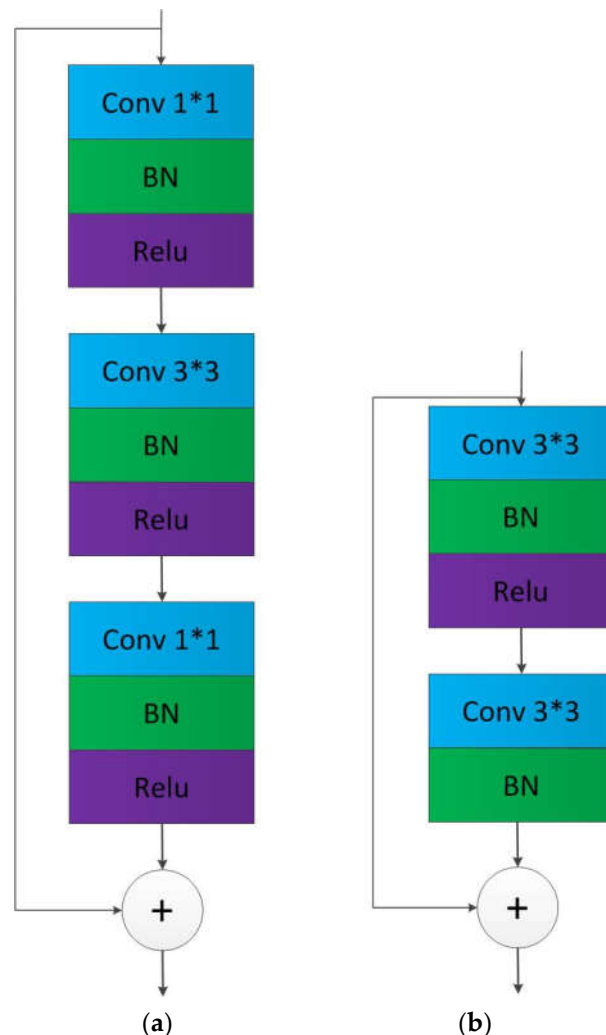 Conv 1*1
BN
Relu
Conv 3*3
BN
Relu
Conv 1*1
BN
Relu
+
(a)
Conv 3*3
BN
Relu
Conv 3*3
BN
+
(b)